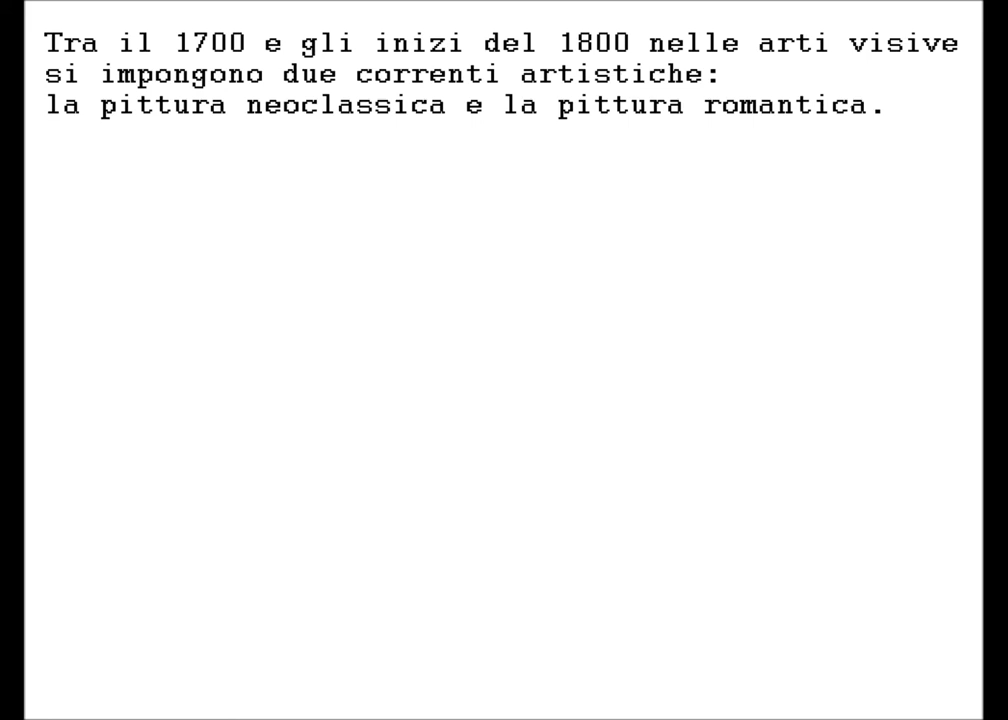 Tra il 1700 e gli inizi del 1800 nelle arti visive
si impongono due correnti artistiche:
la pittura neoclassica e la pittura romantica.